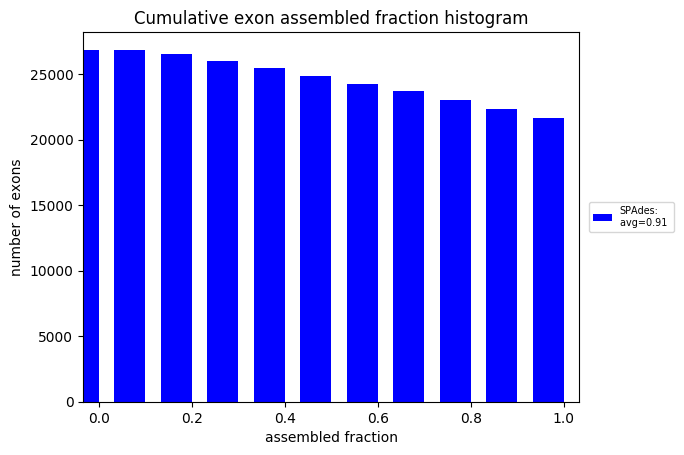 Cumulative exon assembled fraction histogram
number of exons
25000
20000
15000
10000
5000
0
0.0 0.2 0.4 0.6 0.8 1.0
assembled fraction
SPAdes:
avg=0.91